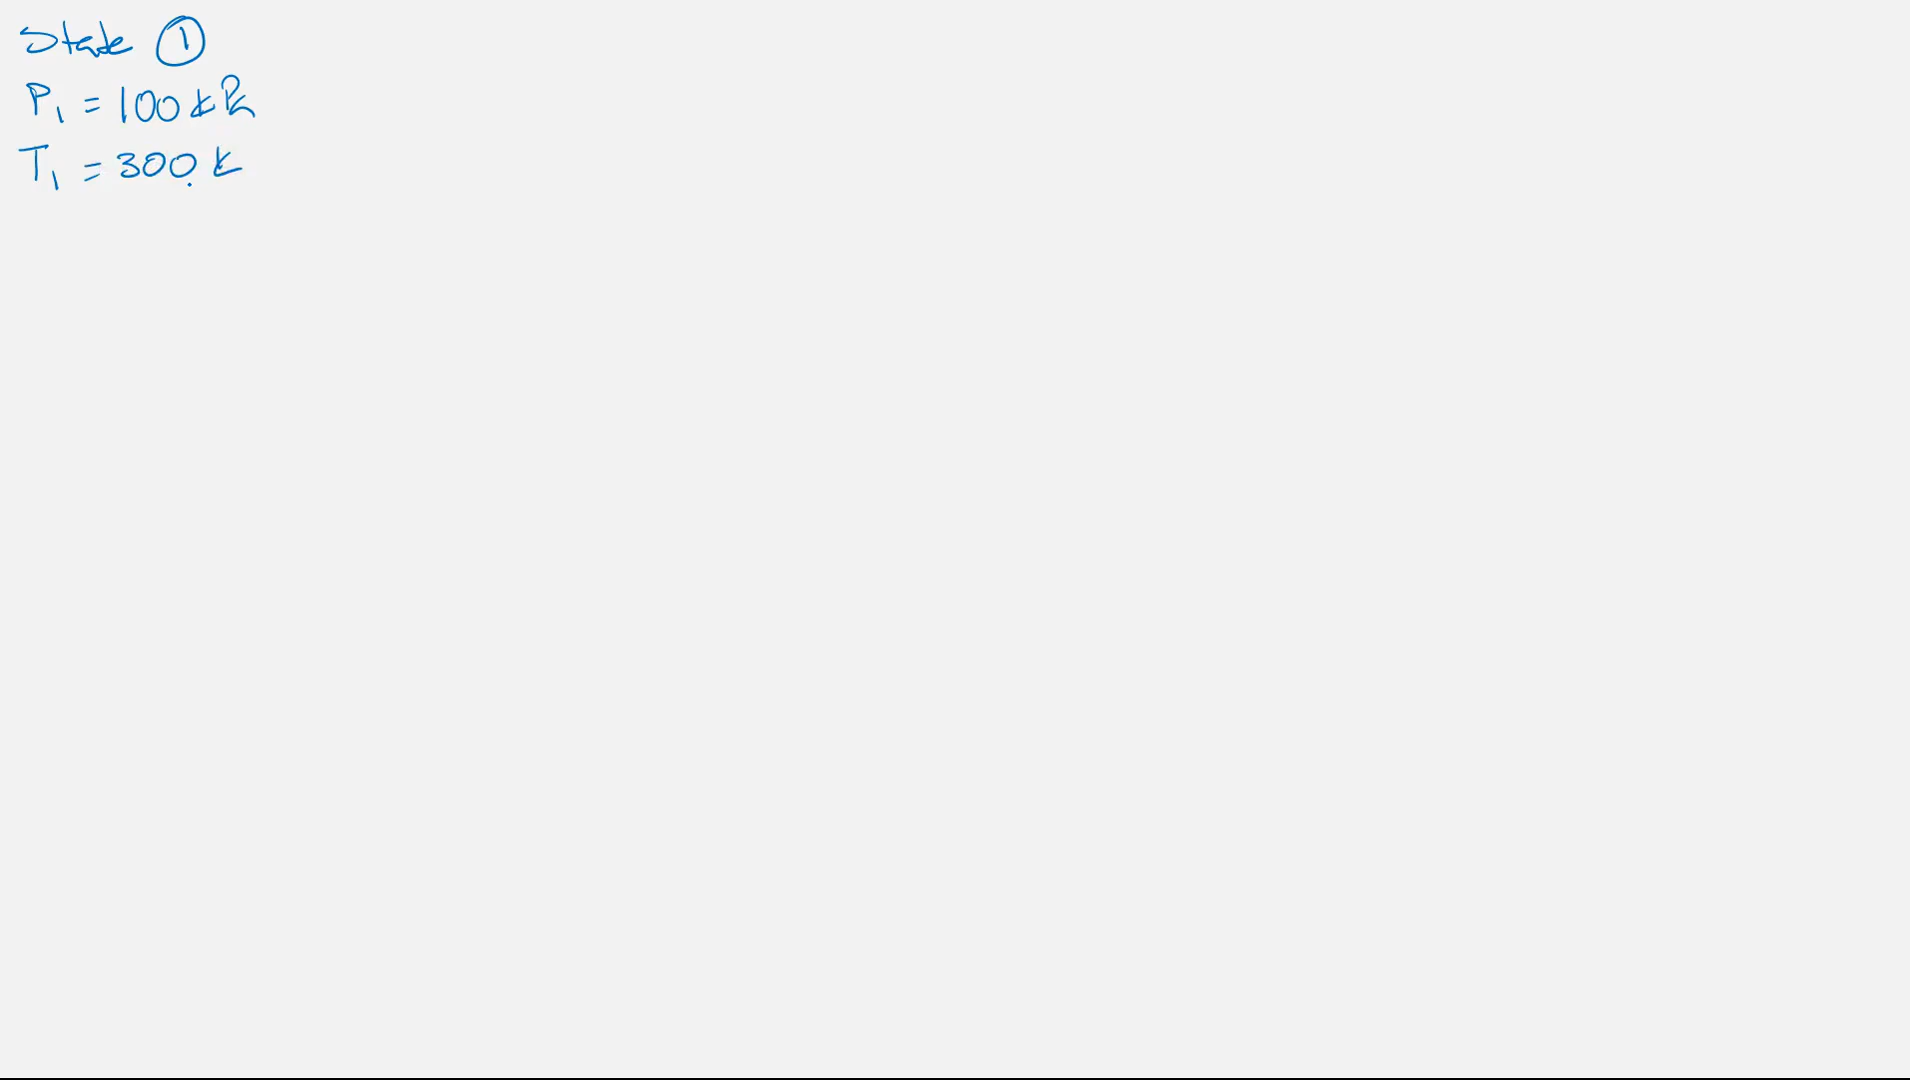 State ①
P₁ = 100 kPa
T₁ = 300 K